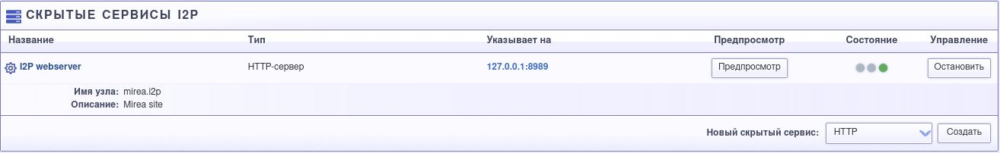 СКРЫТЫЕ СЕРВИСЫ I2P
Название Тип Указывает на Предпросмотр Состояние Управление
I2P webserver HTTP-сервер 127.0.0.1:8989 Предпросмотр Остановить
Имя узла: mirea.i2p
Описание: Mirea site
Новый скрытый сервис: HTTP Создать